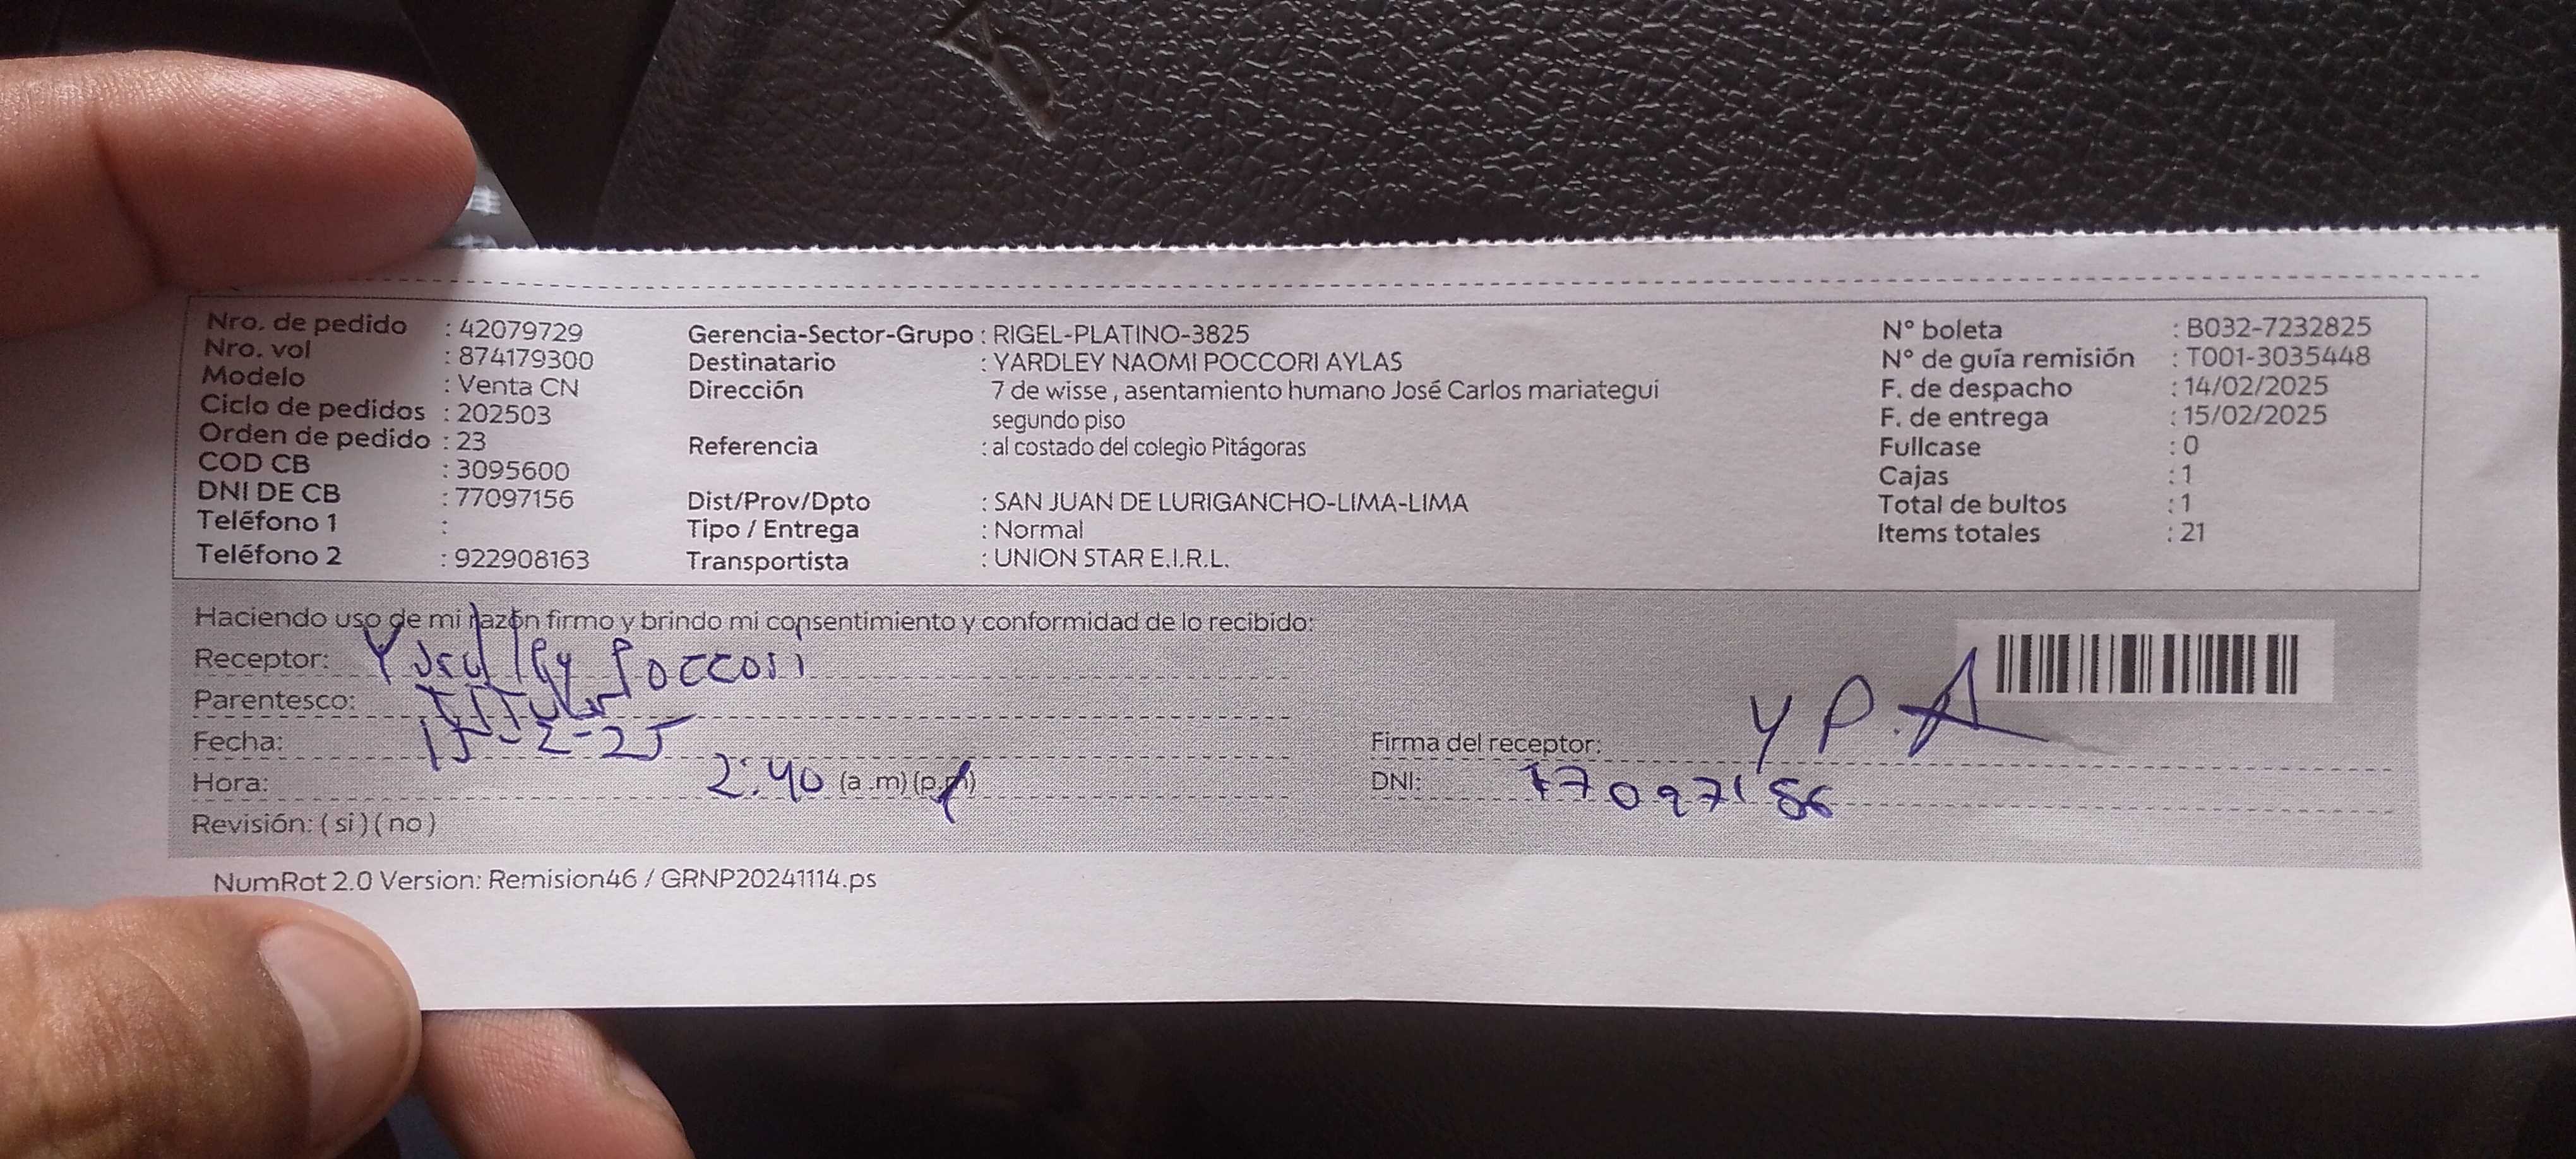 Nro. de pedido : 42079729
Nro. vol : 874179300
Modelo : Venta CN
Ciclo de pedidos : 202503
Orden de pedido : 23
COD CB : 3095600
DNI DE CB : 77097156
Teléfono 1 :
Teléfono 2 : 922908163
Gerencia-Sector-Grupo : RIGEL-PLATINO-3825
Destinatario : YARDLEY NAOMI POCCORI AYLAS
Dirección 7 de wisse , asentamiento humano José Carlos mariategui
segundo piso
Referencia : al costado del colegio Pitágoras
Dist/Prov/Dpto : SAN JUAN DE LURIGANCHO-LIMA-LIMA
Tipo / Entrega : Normal
Transportista : UNION STAR E.I.R.L.
N° boleta : B032-7232825
N° de guía remisión : T001-3035448
F. de despacho : 14/02/2025
F. de entrega : 15/02/2025
Fullcase : 0
Cajas : 1
Total de bultos : 1
Items totales : 21
Haciendo uso de mi razón firmo y brindo mi consentimiento y conformidad de lo recibido:
Receptor: Yardley Poccori
Parentesco: Titular
Fecha: 15-2-25
Hora: 2:40 (a .m) (p.m)
Revisión: ( si ) ( no )
Firma del receptor: Y P.A
DNI: 77097156
NumRot 2.0 Version: Remision46 / GRNP20241114.ps